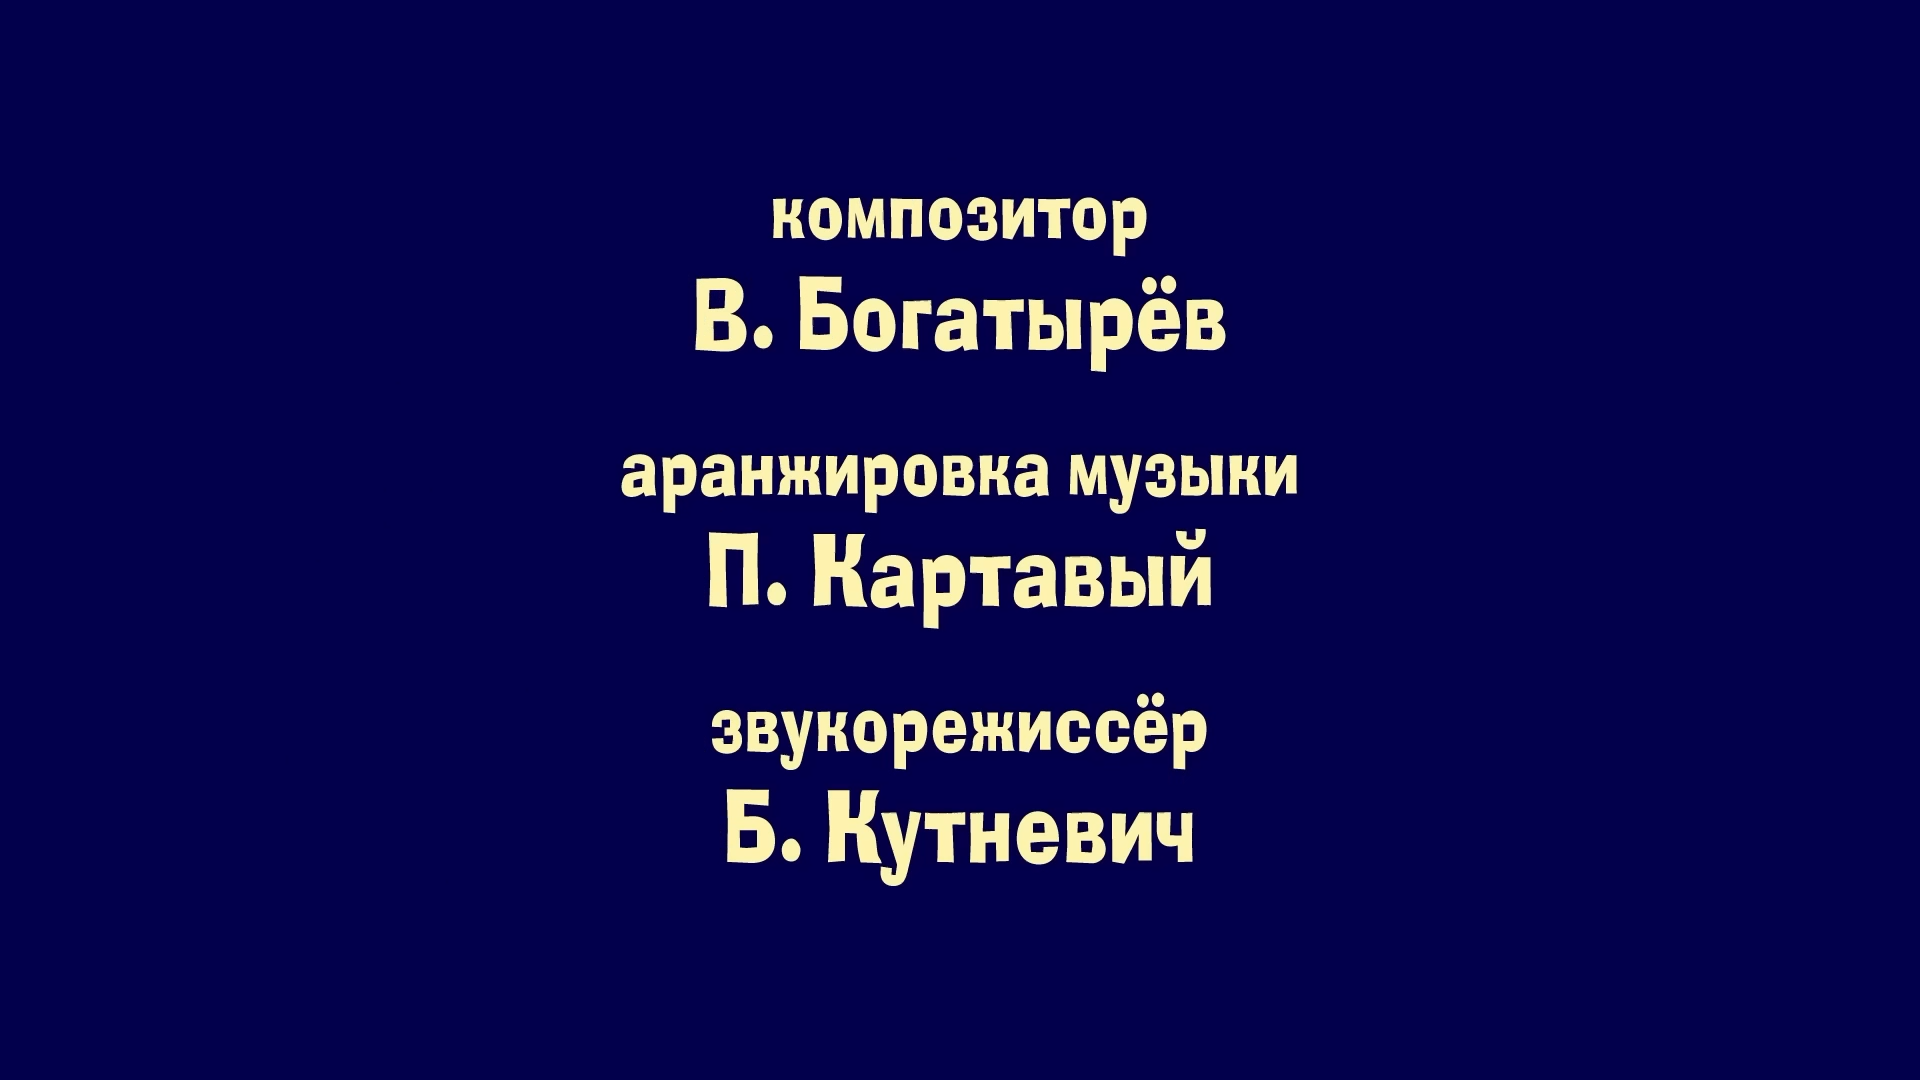 композитор
В. Богатырёв
аранжировка музыки
П. Картавый
звукорежиссёр
Б. Кутневич